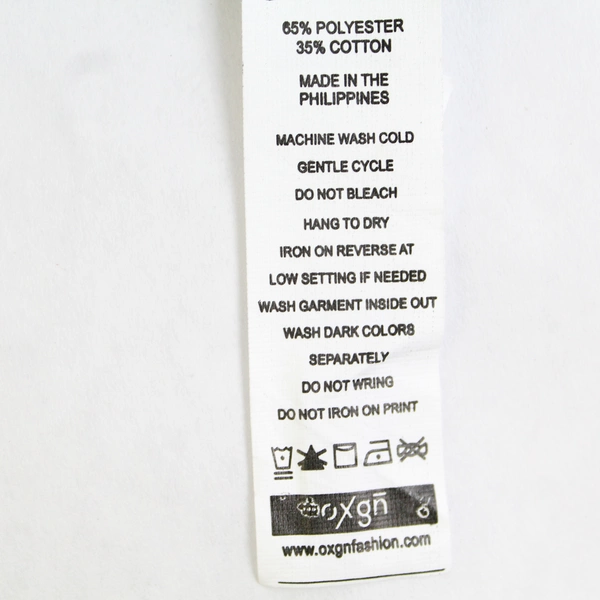 65% POLYESTER
35% COTTON
MADE IN THE
PHILIPPINES
MACHINE WASH COLD
GENTLE CYCLE
DO NOT BLEACH
HANG TO DRY
IRON ON REVERSE AT
LOW SETTING IF NEEDED
WASH GARMENT INSIDE OUT
WASH DARK COLORS
SEPARATELY
DO NOT WRING
DO NOT IRON ON PRINT
oxgn
www.oxgnfashion.com